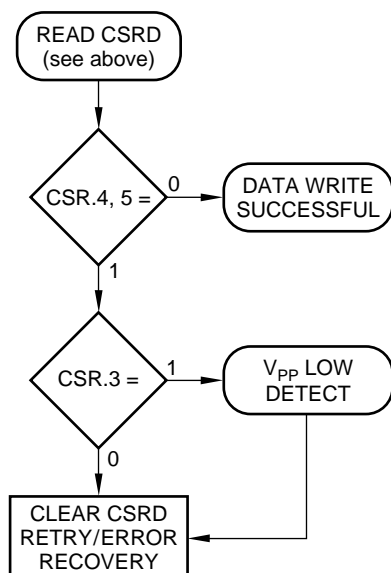 READ CSRD
(see above)
CSR.4, 5 =
0
DATA WRITE
SUCCESSFUL
1
CSR.3 =
1
VPP LOW
DETECT
0
CLEAR CSRD
RETRY/ERROR
RECOVERY